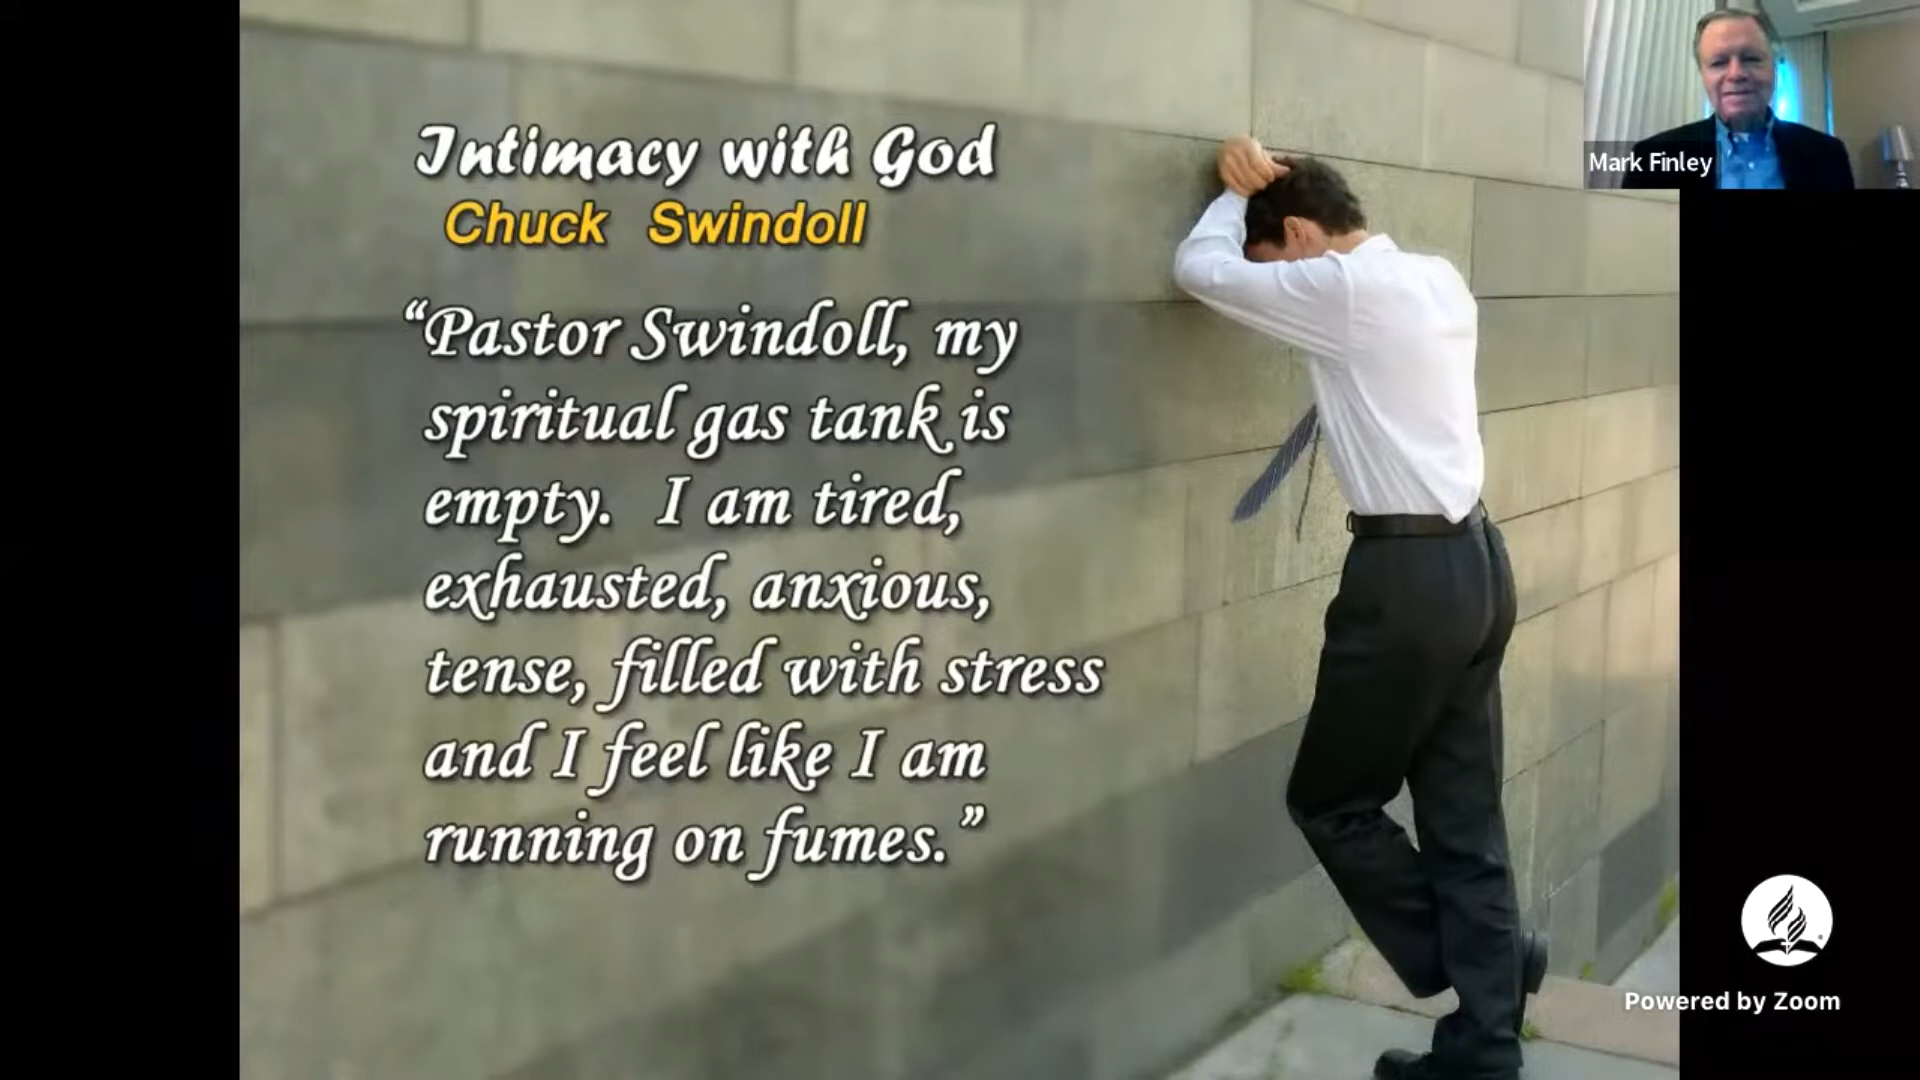 Intimacy with God
Chuck Swindoll
“Pastor Swindoll, my
spiritual gas tank is
empty. I am tired,
exhausted, anxious,
tense, filled with stress
and I feel like I am
running on fumes.”
Mark Finley
Powered by Zoom